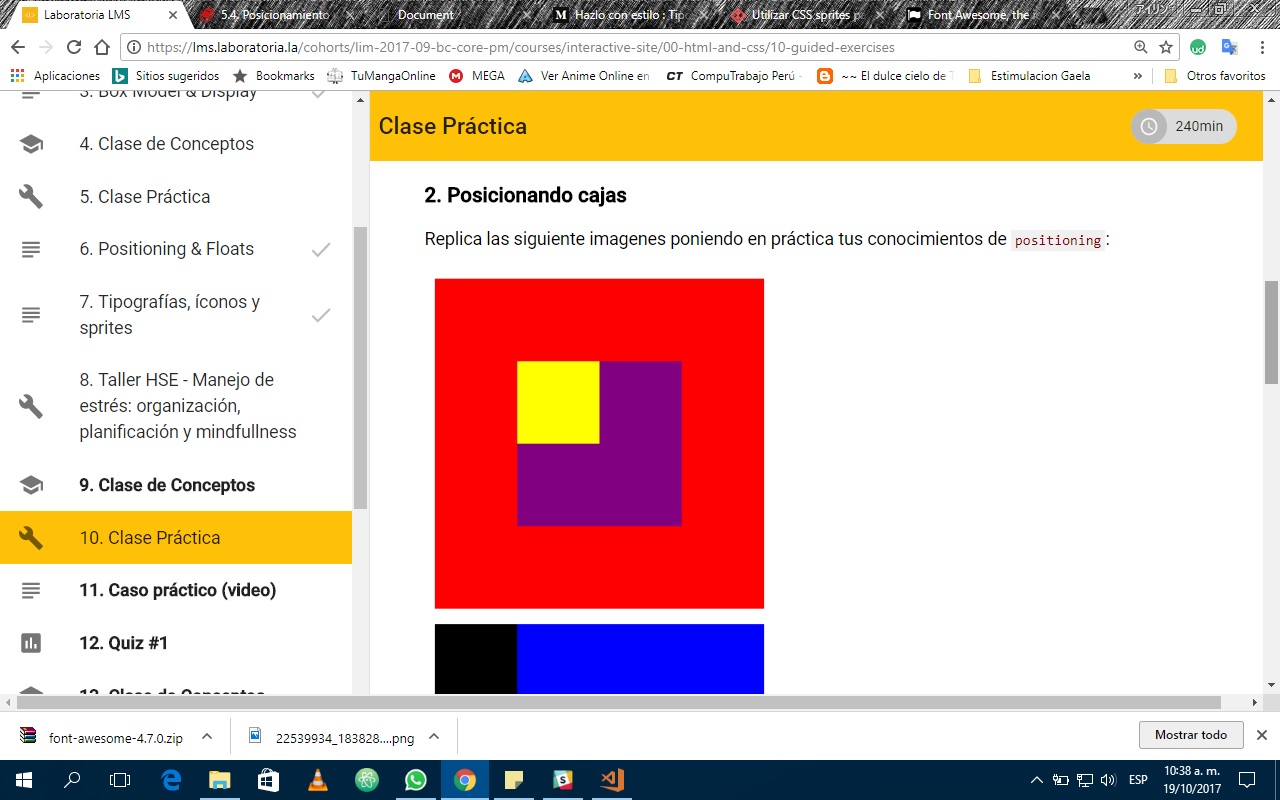 Laboratoria LMS
5.4. Posicionamiento
Document
Hazlo con estilo : Tip
Utilizar CSS sprites p
Font Awesome, the
https://lms.laboratoria.la/cohorts/lim-2017-09-bc-core-pm/courses/interactive-site/00-html-and-css/10-guided-exercises
Aplicaciones
Sitios sugeridos
Bookmarks
TuMangaOnline
MEGA
Ver Anime Online en
CT CompuTrabajo Perú -
~~ El dulce cielo de
Estimulacion Gaela
»
Otros favoritos
3. Box Model & Display
4. Clase de Conceptos
5. Clase Práctica
6. Positioning & Floats
7. Tipografías, íconos y
sprites
8. Taller HSE - Manejo de
estrés: organización,
planificación y mindfullness
9. Clase de Conceptos
10. Clase Práctica
11. Caso práctico (video)
12. Quiz #1
13. Clase de Conceptos
Clase Práctica
240min
2. Posicionando cajas
Replica las siguiente imagenes poniendo en práctica tus conocimientos de positioning:
font-awesome-4.7.0.zip
22539934_183828....png
Mostrar todo
ESP
10:38 a. m.
19/10/2017